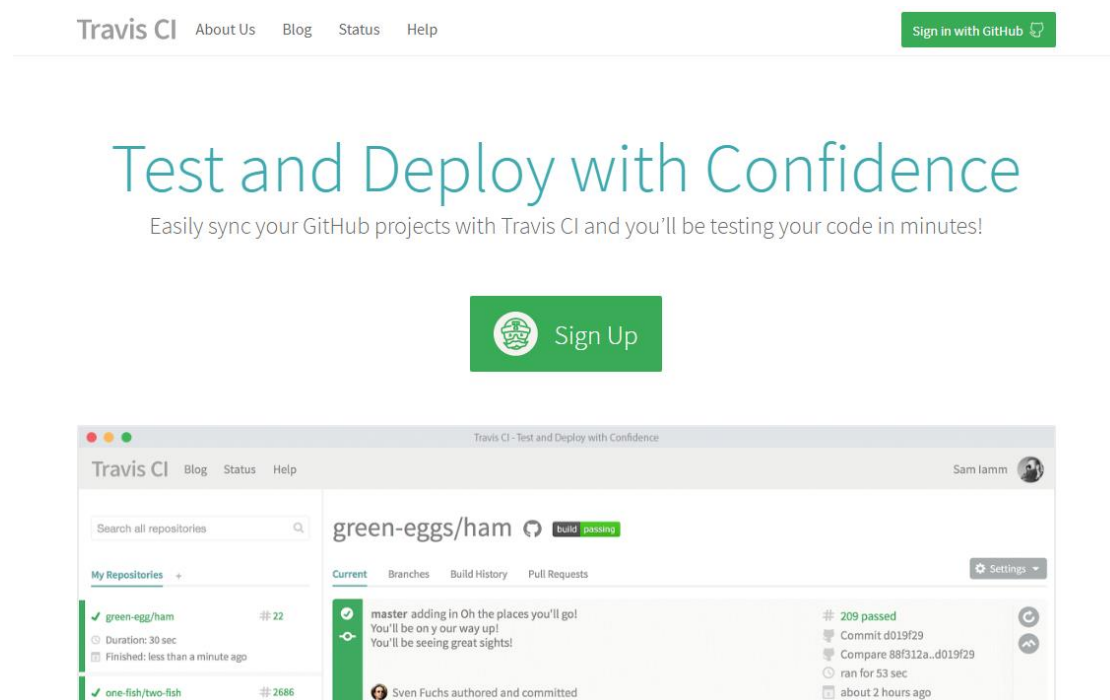 Travis CI About Us Blog Status Help Sign in with GitHub
Test and Deploy with Confidence
Easily sync your GitHub projects with Travis CI and you'll be testing your code in minutes!
Sign Up
Travis CI - Test and Deploy with Confidence
Travis CI Blog Status Help Sam Iamm
Search all repositories
green-eggs/ham build passing
My Repositories +
Current Branches Build History Pull Requests Settings
green-egg/ham # 22
Duration: 30 sec
Finished: less than a minute ago
one-fish/two-fish # 2686
master adding in Oh the places you'll go!
You'll be on y our way up!
You'll be seeing great sights!
Sven Fuchs authored and committed
# 209 passed
Commit d019f29
Compare 88f312a..d019f29
ran for 53 sec
about 2 hours ago